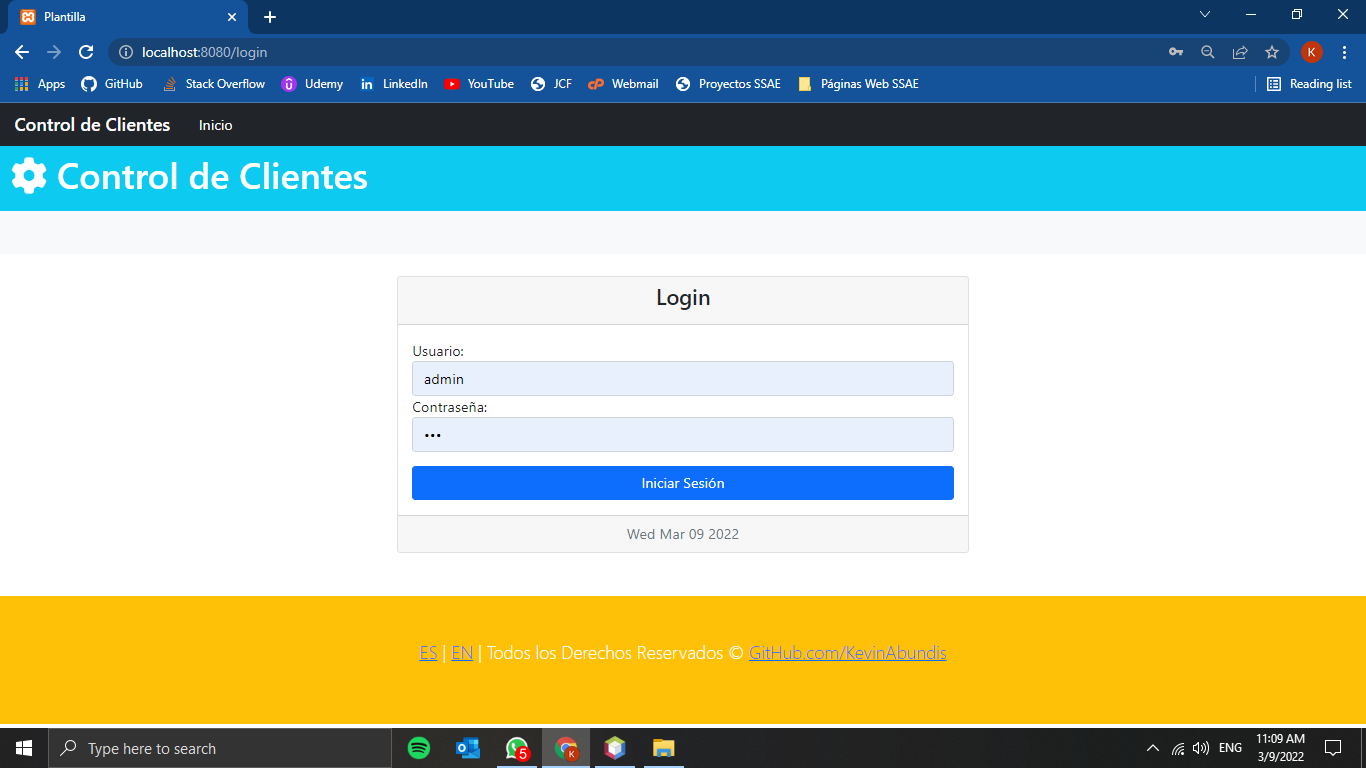 Plantilla
localhost:8080/login
K
Apps GitHub Stack Overflow Udemy LinkedIn YouTube JCF Webmail Proyectos SSAE Páginas Web SSAE Reading list
Control de Clientes Inicio
Control de Clientes
Login
Usuario:
admin
Contraseña:
•••
Iniciar Sesión
Wed Mar 09 2022
ES | EN | Todos los Derechos Reservados © GitHub.com/KevinAbundis
Type here to search
5
K
ENG
11:09 AM
3/9/2022